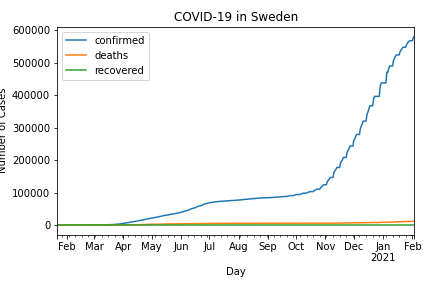 COVID-19 in Sweden
600000
500000
400000
300000
200000
100000
0
confirmed
deaths
recovered
Number of Cases
Feb Mar Apr May Jun Jul Aug Sep Oct Nov Dec Jan Feb
2021
Day